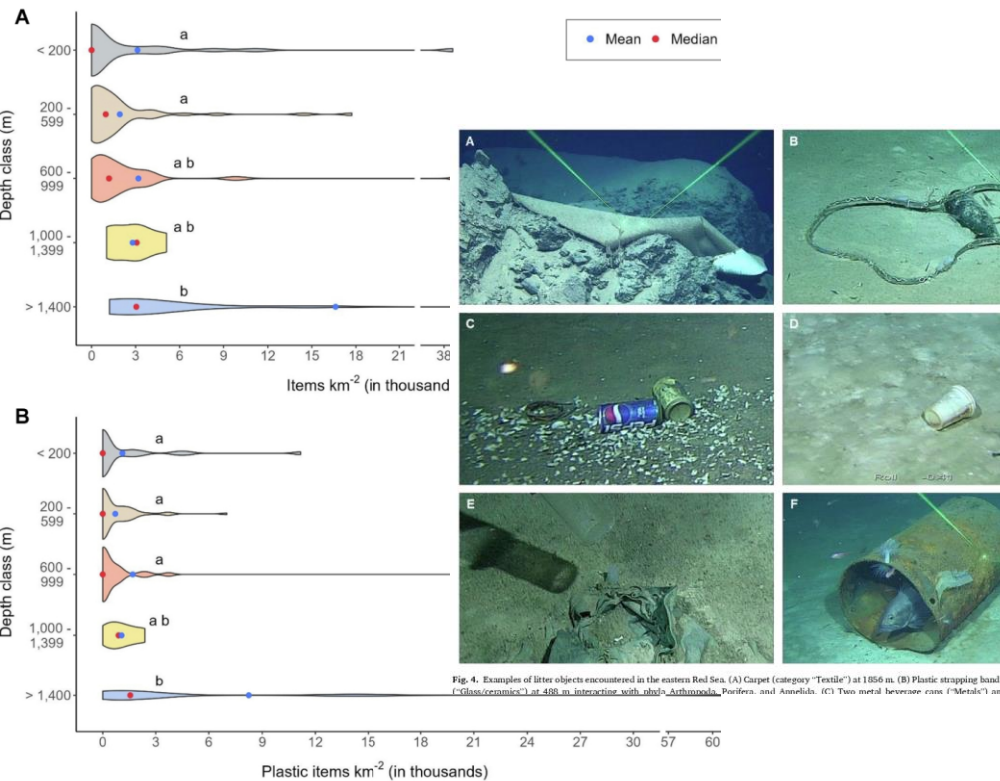 A
Mean Median
Depth class (m)
< 200
a
200 -
599
a
600 -
999
a b
1,000 -
1,399
a b
> 1,400
b
0 3 6 9 12 15 18 21 38
Items km-2 (in thousand
B
Depth class (m)
< 200
a
200 -
599
a
600 -
999
a
1,000 -
1,399
a b
> 1,400
b
0 3 6 9 12 15 18 21 24 27 30 57 60
Plastic items km-2 (in thousands)
A
B
C
D
E
F
Fig. 4. Examples of litter objects encountered in the eastern Red Sea. (A) Carpet (category “Textile”) at 1856 m. (B) Plastic strapping band
(“Glass/ceramics”) at 488 m interacting with phyla Arthropoda, Porifera, and Annelida. (C) Two metal beverage cans (“Metals”) an